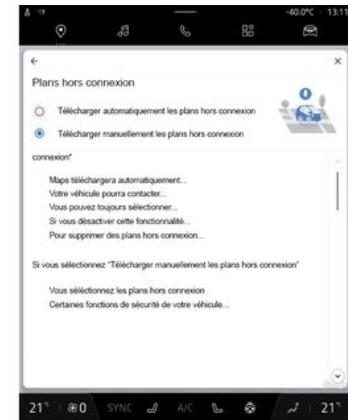 -40.0°C 13:11
Plans hors connexion
Télécharger automatiquement les plans hors connexion
Télécharger manuellement les plans hors connexion
connexion"
Maps téléchargera automatiquement...
Votre véhicule pourra contacter...
Vous pouvez toujours sélectionner...
Si vous désactiver cette fonctionnalité...
Pour supprimer des plans hors connexion...
Si vous sélectionnez "Télécharger manuellement les plans hors connexion"
Vous séléctionnez les plans hors connexion
Certaines fonctions de sécurité de votre véhicule...
21° 0 SYNC A/C 21°